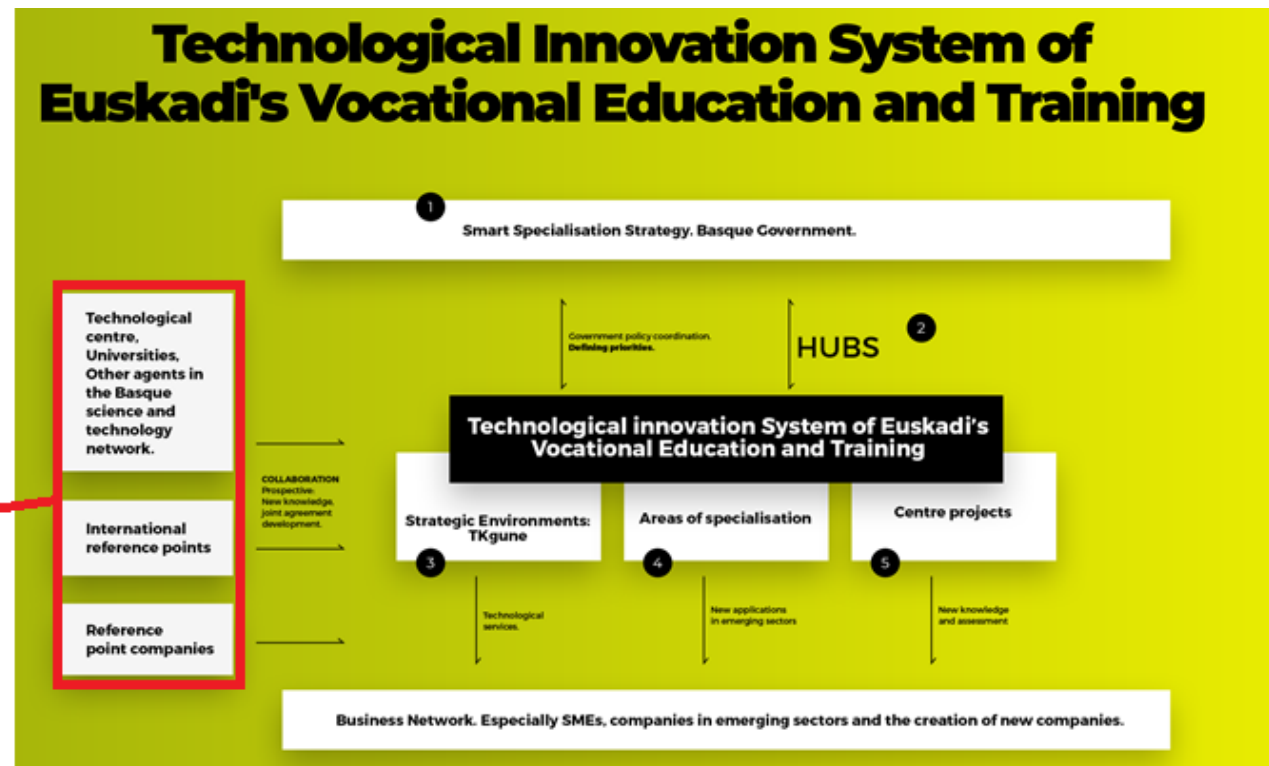 Technological Innovation System of
Euskadi's Vocational Education and Training
1
Smart Specialisation Strategy. Basque Government.
Government policy coordination.
Defining priorities.
HUBS
2
Technological
centre,
Universities,
Other agents in
the Basque
science and
technology
network.
International
reference points
Reference
point companies
COLLABORATION
Prospective:
New knowledge,
joint agreement
development.
Technological innovation System of Euskadi's
Vocational Education and Training
Strategic Environments:
TKgune
3
Areas of specialisation
4
Centre projects
5
Technological
services.
New applications
in emerging sectors
New knowledge
and assessment
Business Network. Especially SMEs, companies in emerging sectors and the creation of new companies.